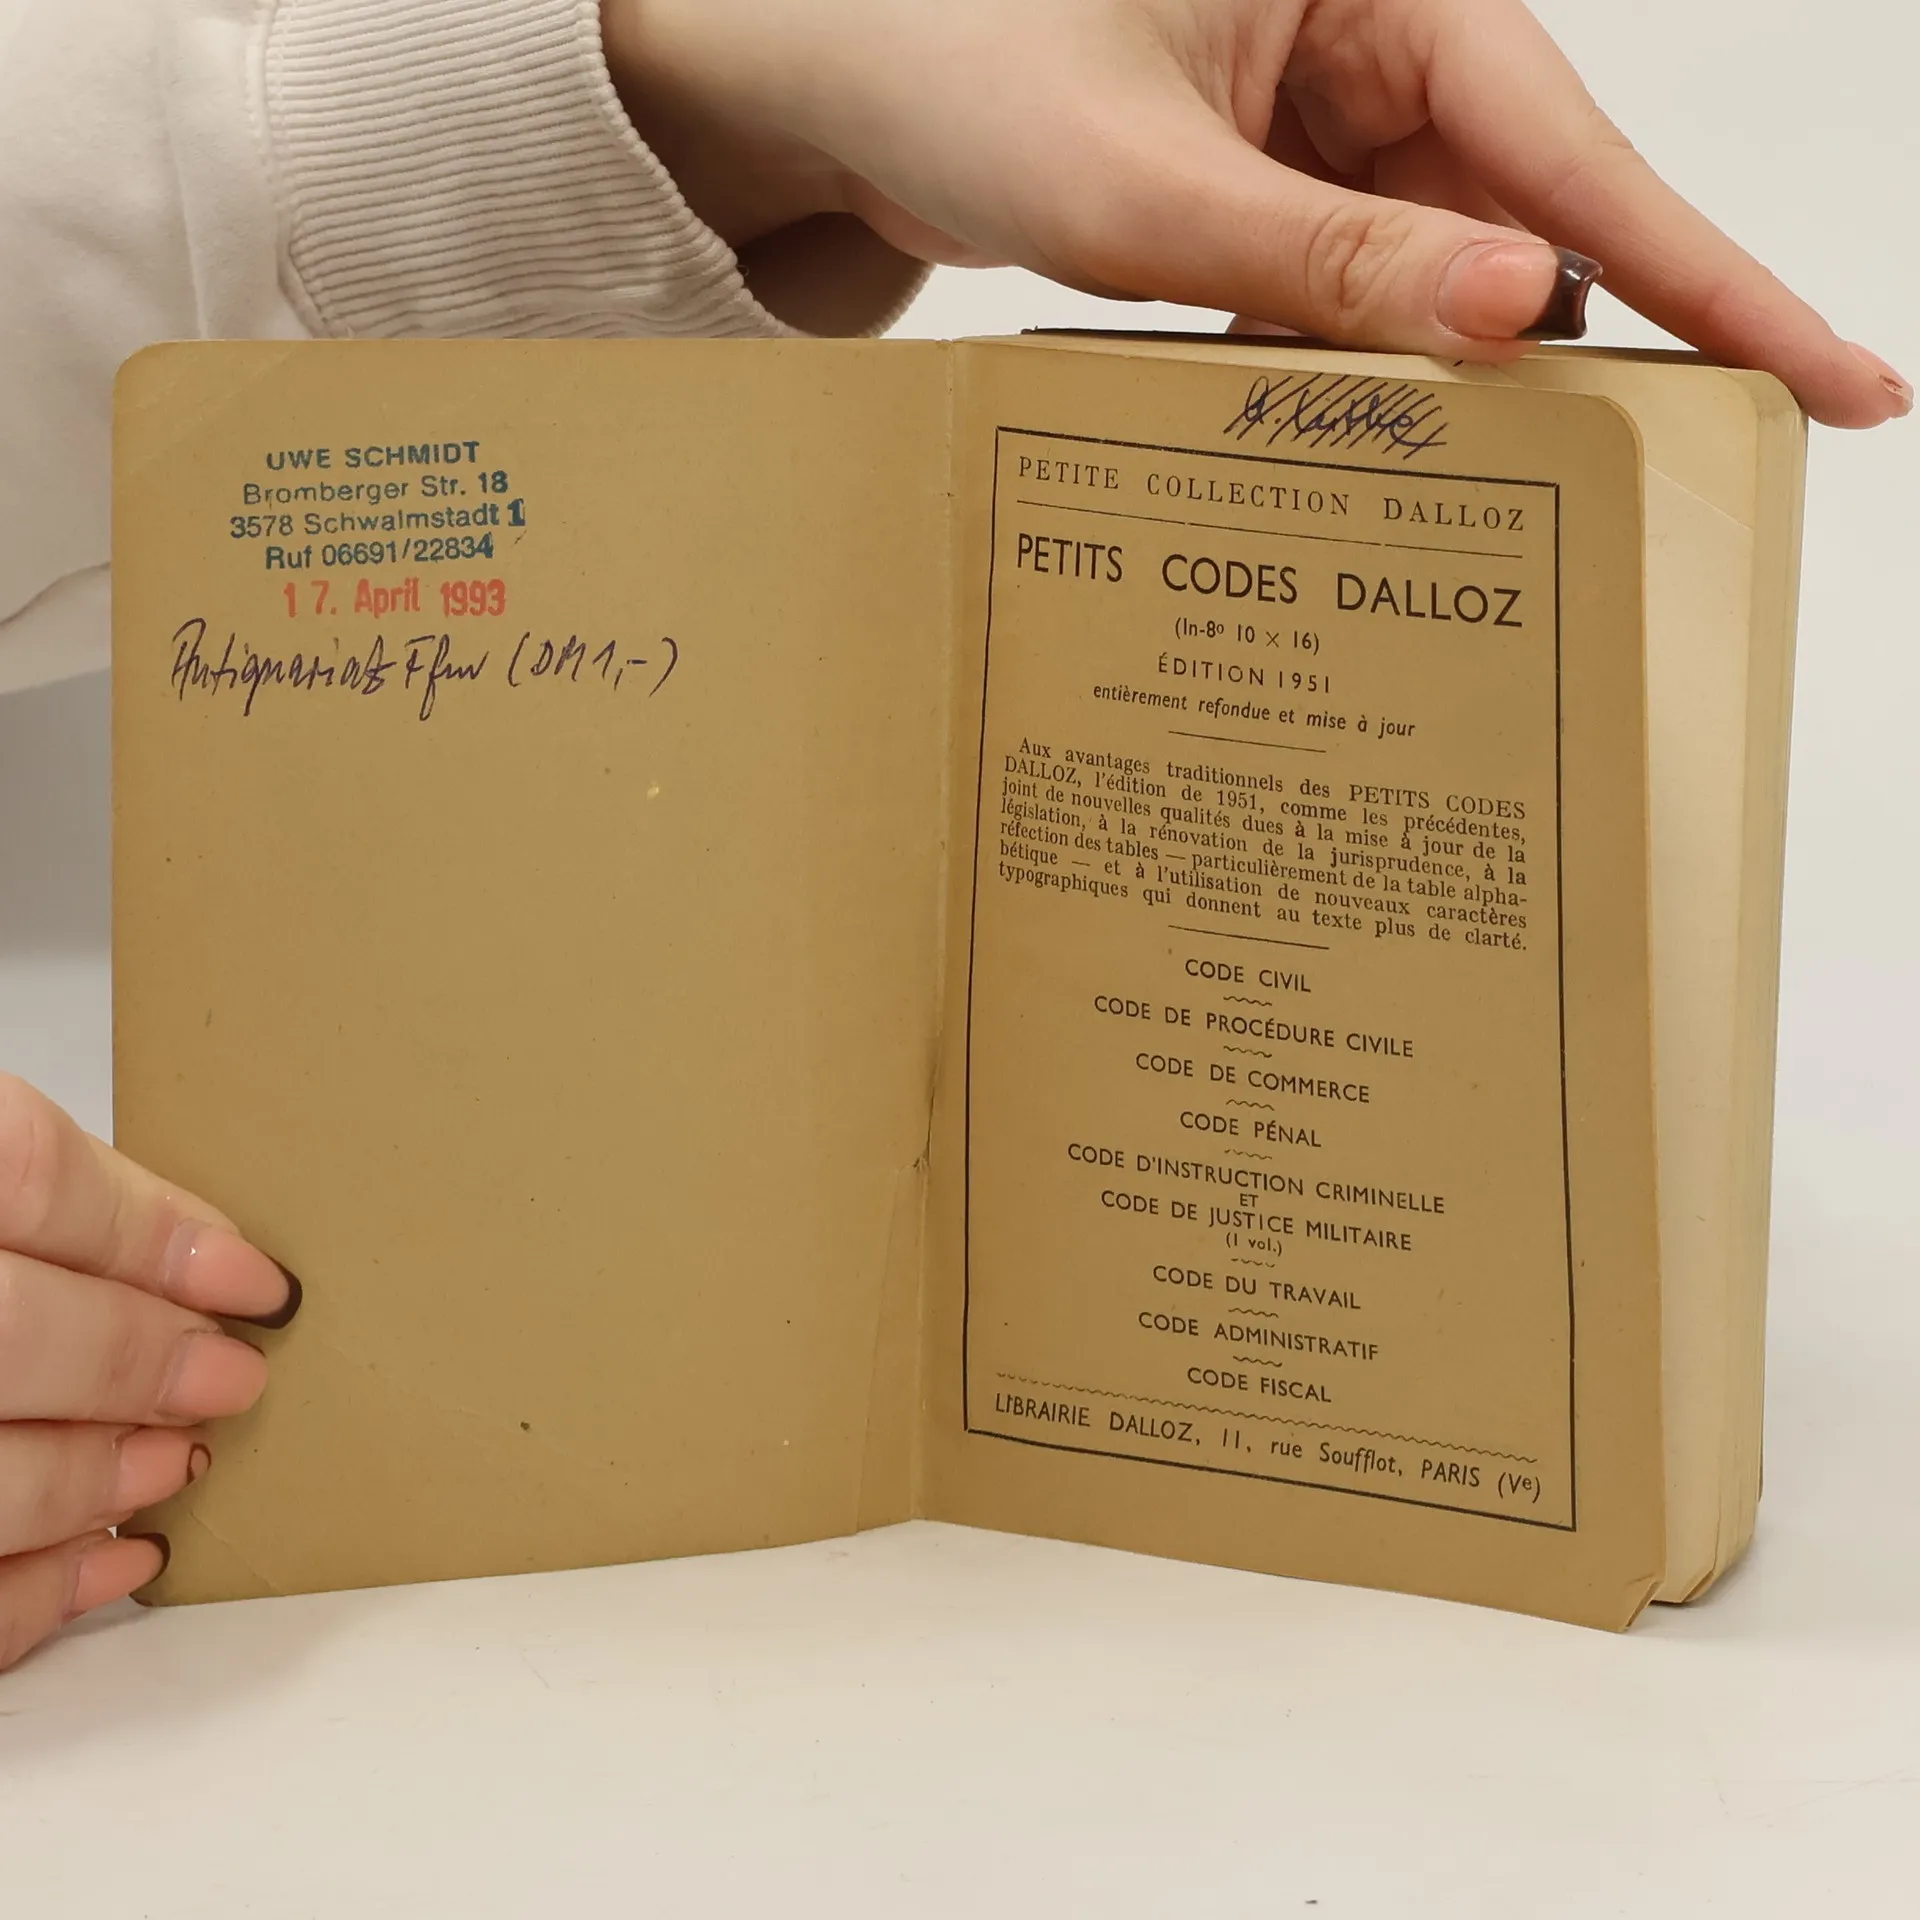 UWE SCHMIDT
Bromberger Str. 18
3578 Schwalmstadt 1
Ruf 06691/22834
17. April 1993
Antiquariat Ffm (DM 1,-)
PETITE COLLECTION DALLOZ
PETITS CODES DALLOZ
(In-8º 10 × 16)
ÉDITION 1951
entièrement refondue et mise à jour
Aux avantages traditionnels des PETITS CODES
DALLOZ, l'édition de 1951, comme les précédentes,
joint de nouvelles qualités dues à la mise à jour de la
législation, à la rénovation de la jurisprudence, à la
réfection des tables — particulièrement de la table alpha-
bétique — et à l'utilisation de nouveaux caractères
typographiques qui donnent au texte plus de clarté.
CODE CIVIL
CODE DE PROCÉDURE CIVILE
CODE DE COMMERCE
CODE PÉNAL
CODE D'INSTRUCTION CRIMINELLE
ET
CODE DE JUSTICE MILITAIRE
(1 vol.)
CODE DU TRAVAIL
CODE ADMINISTRATIF
CODE FISCAL
LIBRAIRIE DALLOZ, 11, rue Soufflot, PARIS (Vᵉ)